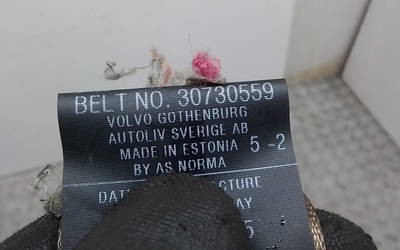 BELT NO. 30730559
VOLVO GOTHENBURG
AUTOLIV SVERIGE AB
MADE IN ESTONIA 5-2
BY AS NORMA